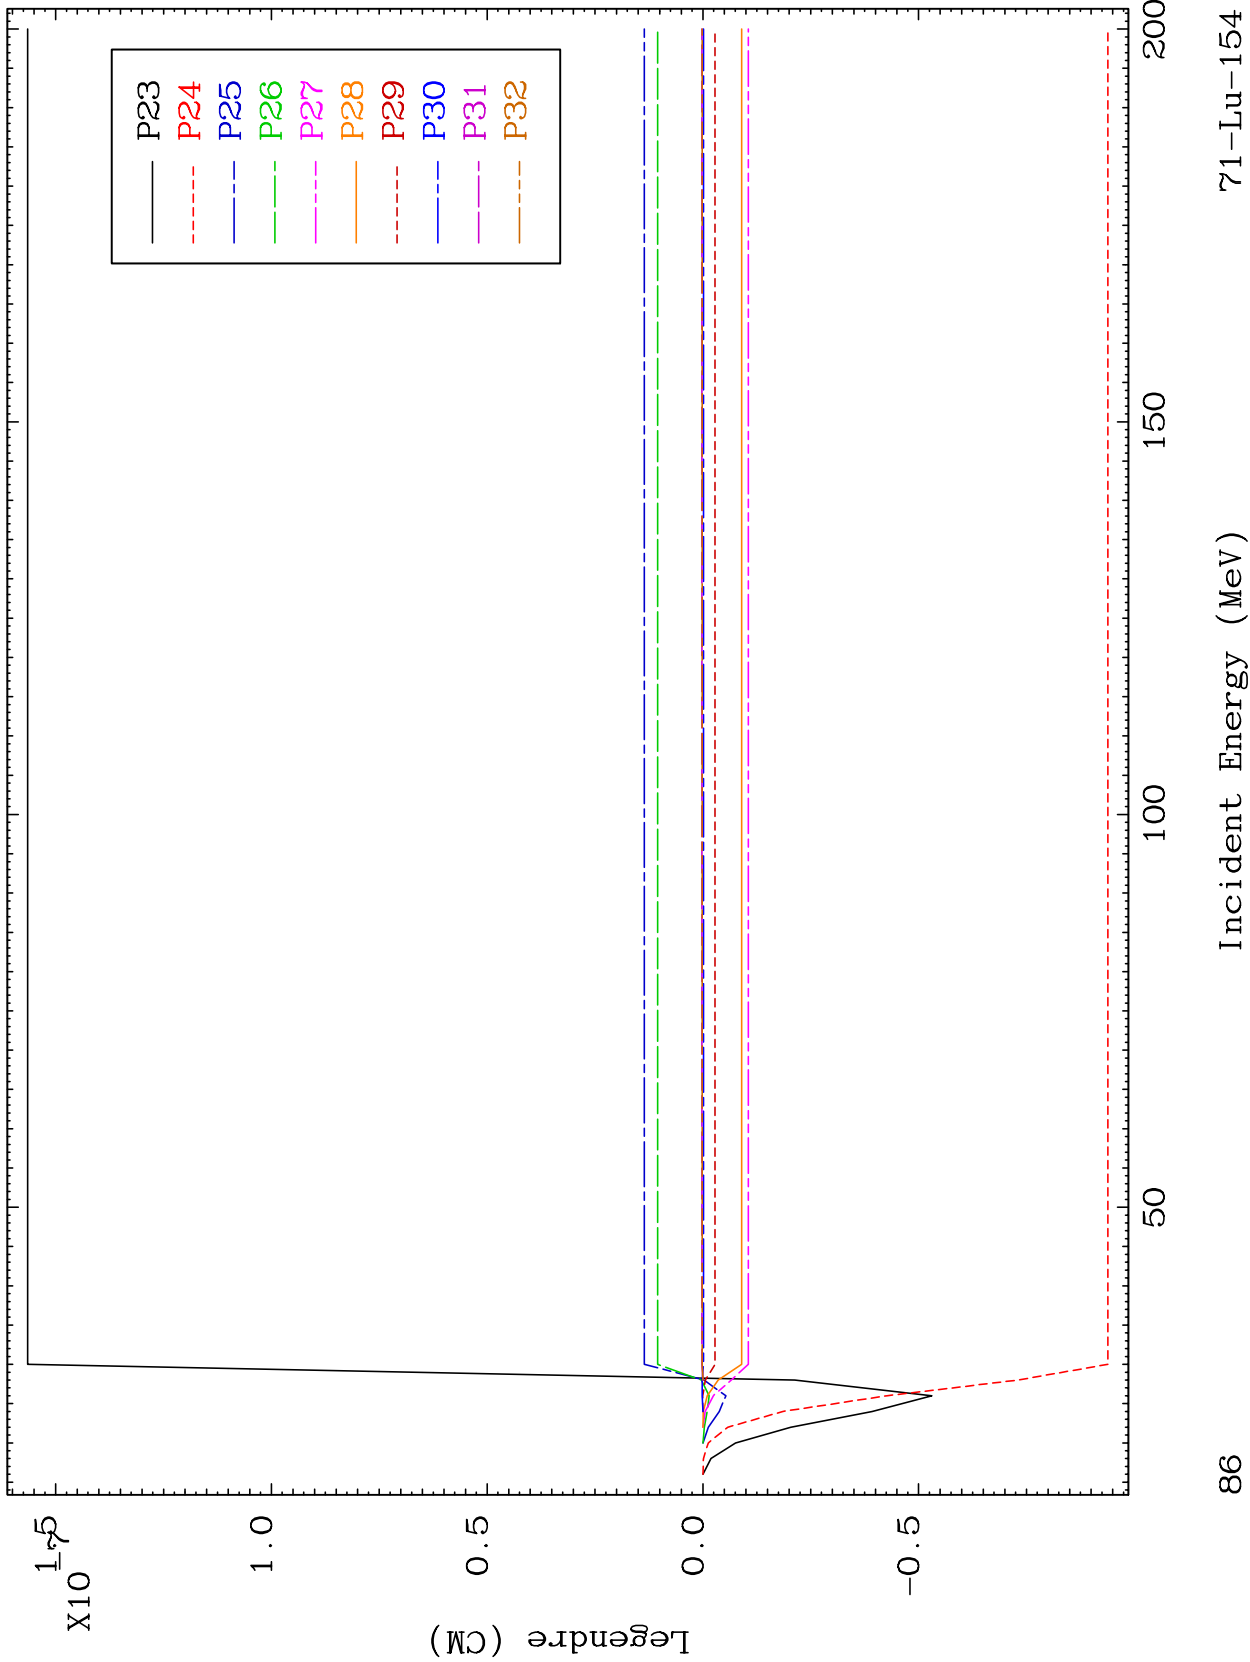 P23
P24
P25
P26
P27
P28
P29
P30
P31
P32
1.5
X10
-7
1.0
0.5
0.0
-0.5
Legendre (CM)
50
100
150
200
Incident Energy (MeV)
86
71-Lu-154